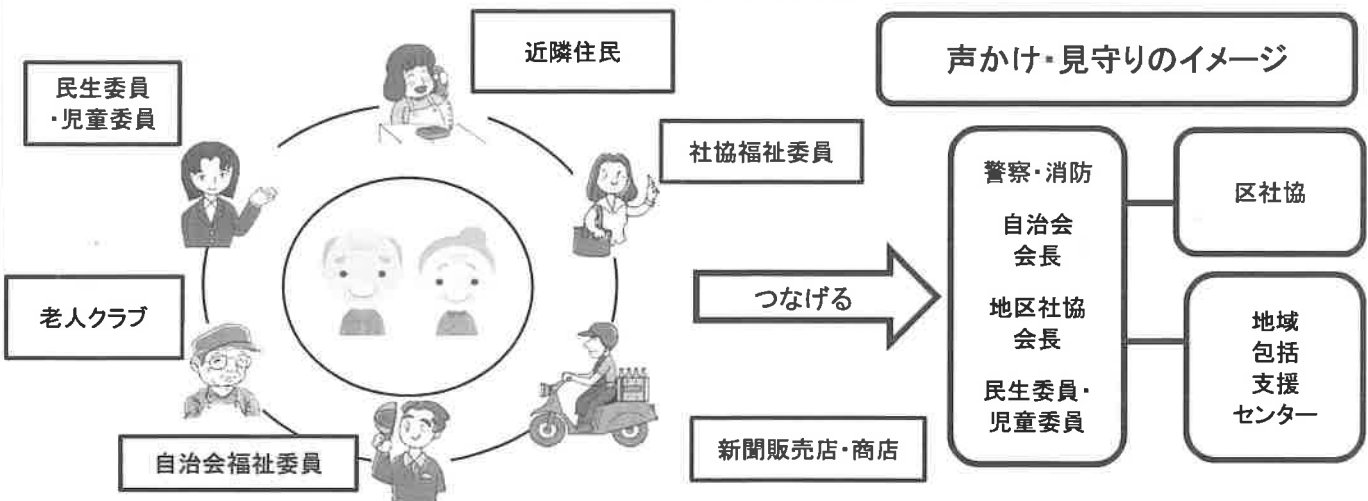 声かけ・見守りのイメージ
近隣住民
民生委員
・児童委員
社協福祉委員
老人クラブ
自治会福祉委員
新聞販売店・商店
つなげる
警察・消防
自治会
会長
地区社協
会長
民生委員・
児童委員
区社協
地域
包括
支援
センター